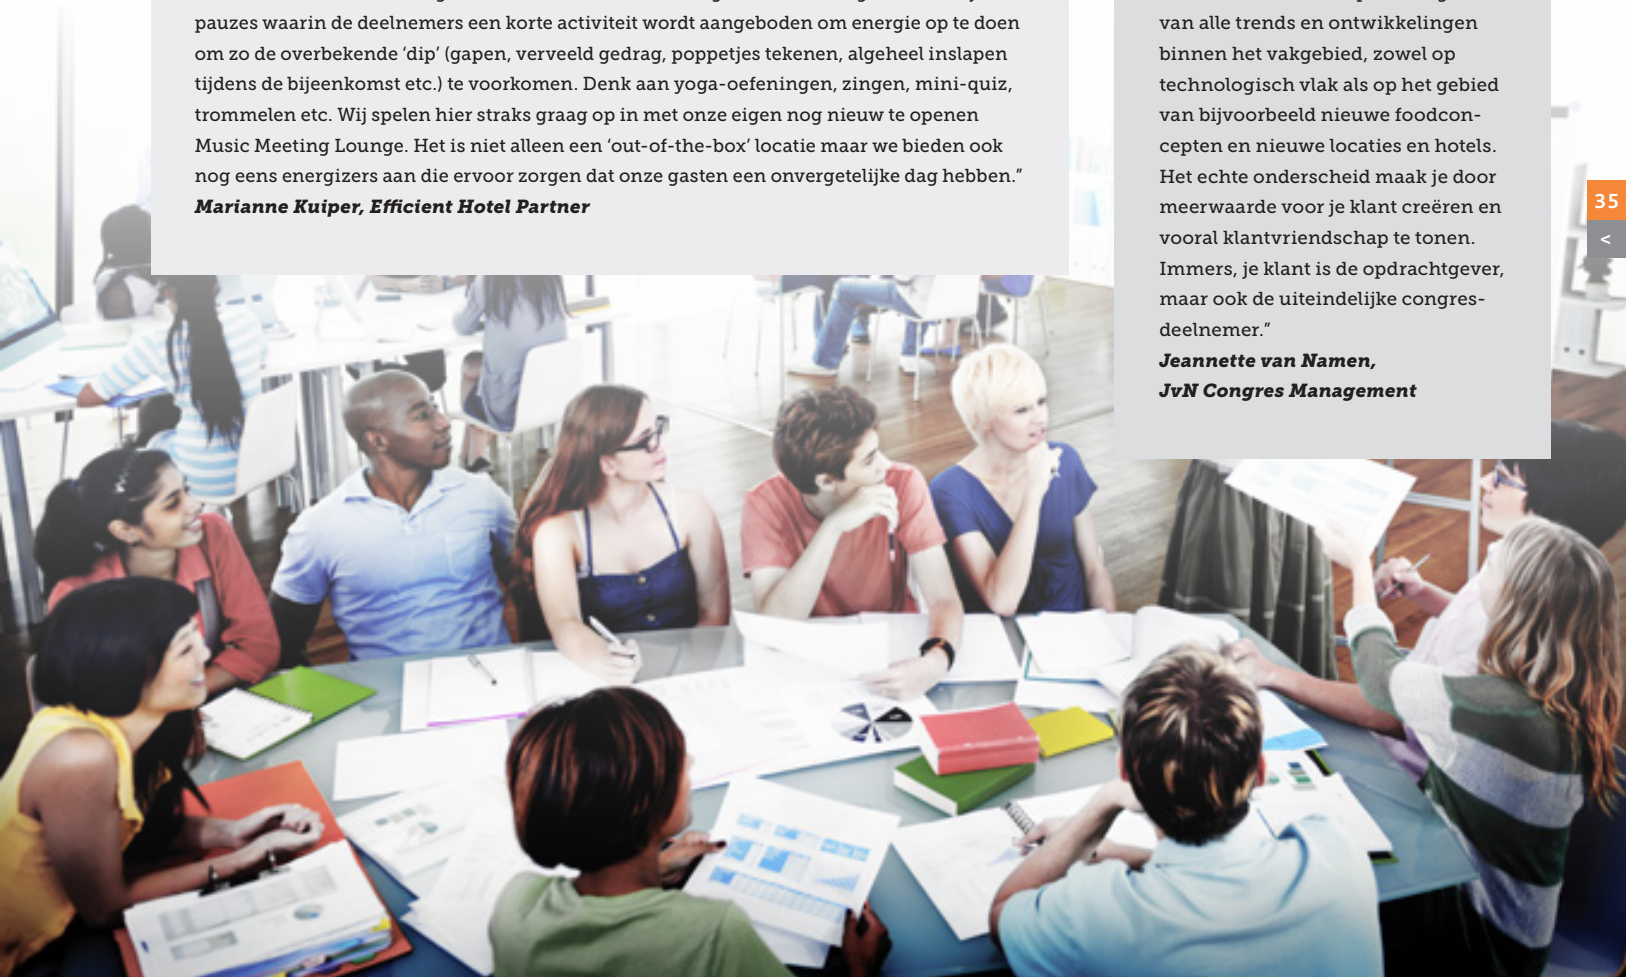 pauzes waarin de deelnemers een korte activiteit wordt aangeboden om energie op te doen
om zo de overbekende ‘dip’ (gapen, verveeld gedrag, poppetjes tekenen, algeheel inslapen
tijdens de bijeenkomst etc.) te voorkomen. Denk aan yoga-oefeningen, zingen, mini-quiz,
trommelen etc. Wij spelen hier straks graag op in met onze eigen nog nieuw te openen
Music Meeting Lounge. Het is niet alleen een ‘out-of-the-box’ locatie maar we bieden ook
nog eens energizers aan die ervoor zorgen dat onze gasten een onvergetelijke dag hebben.”
Marianne Kuiper, Efficient Hotel Partner
van alle trends en ontwikkelingen
binnen het vakgebied, zowel op
technologisch vlak als op het gebied
van bijvoorbeeld nieuwe foodcon-
cepten en nieuwe locaties en hotels.
Het echte onderscheid maak je door
meerwaarde voor je klant creëren en
vooral klantvriendschap te tonen.
Immers, je klant is de opdrachtgever,
maar ook de uiteindelijke congres-
deelnemer.”
Jeannette van Namen,
JvN Congres Management
35
<